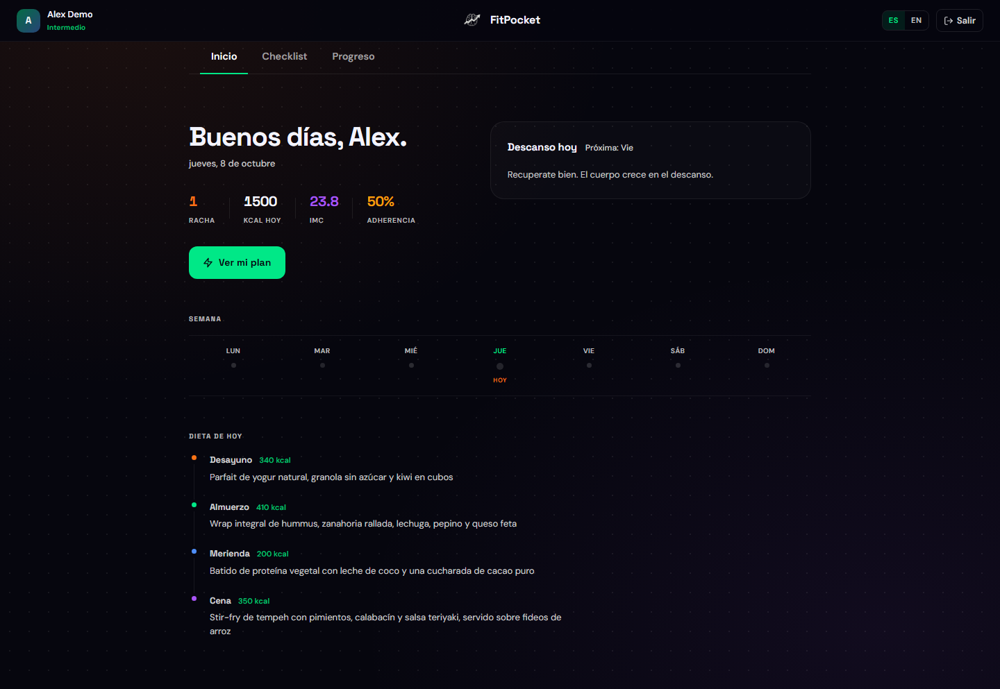 A
Alex Demo
Intermedio
FitPocket
ES EN
Salir
Inicio Checklist Progreso
Buenos días, Alex.
jueves, 8 de octubre
1 1500 23.8 50%
RACHA KCAL HOY IMC ADHERENCIA
Ver mi plan
Descanso hoy Próxima: Vie
Recuperate bien. El cuerpo crece en el descanso.
SEMANA
LUN MAR MIÉ JUE VIE SÁB DOM
HOY
DIETA DE HOY
Desayuno 340 kcal
Parfait de yogur natural, granola sin azúcar y kiwi en cubos
Almuerzo 410 kcal
Wrap integral de hummus, zanahoria rallada, lechuga, pepino y queso feta
Merienda 200 kcal
Batido de proteína vegetal con leche de coco y una cucharada de cacao puro
Cena 350 kcal
Stir-fry de tempeh con pimientos, calabacín y salsa teriyaki, servido sobre fideos de
arroz